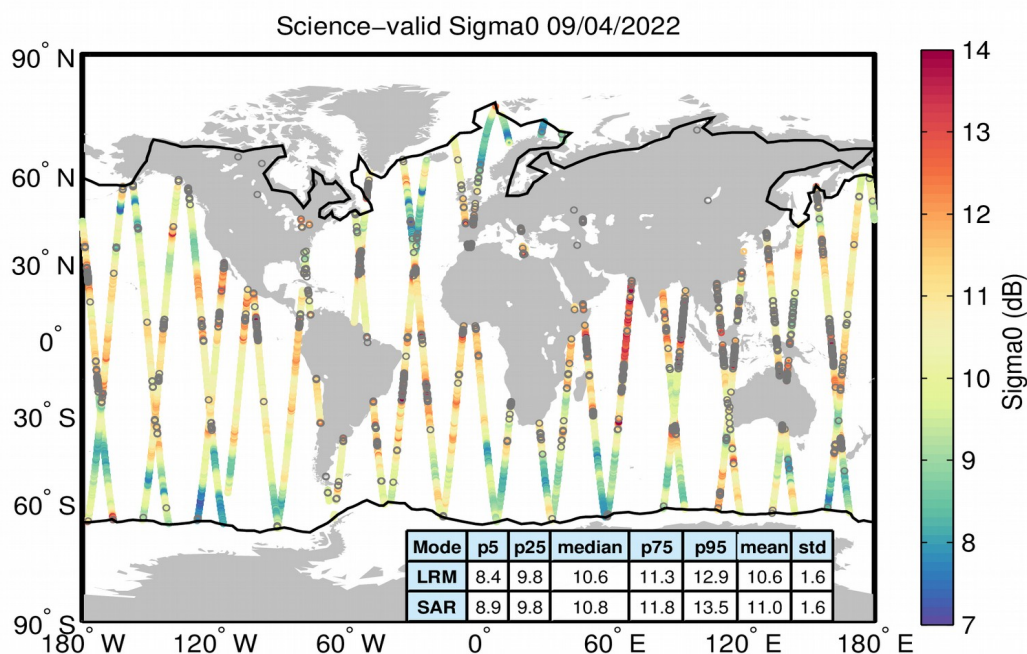 Science−valid Sigma0 09/04/2022
90° N
60° N
30° N
0°
30° S
60° S
90° S
180° W
120° W
60° W
0°
60° E
120° E
180° E
Mode p5 p25 median p75 p95 mean std
LRM 8.4 9.8 10.6 11.3 12.9 10.6 1.6
SAR 8.9 9.8 10.8 11.8 13.5 11.0 1.6
14
13
12
11
10
9
8
7
Sigma0 (dB)